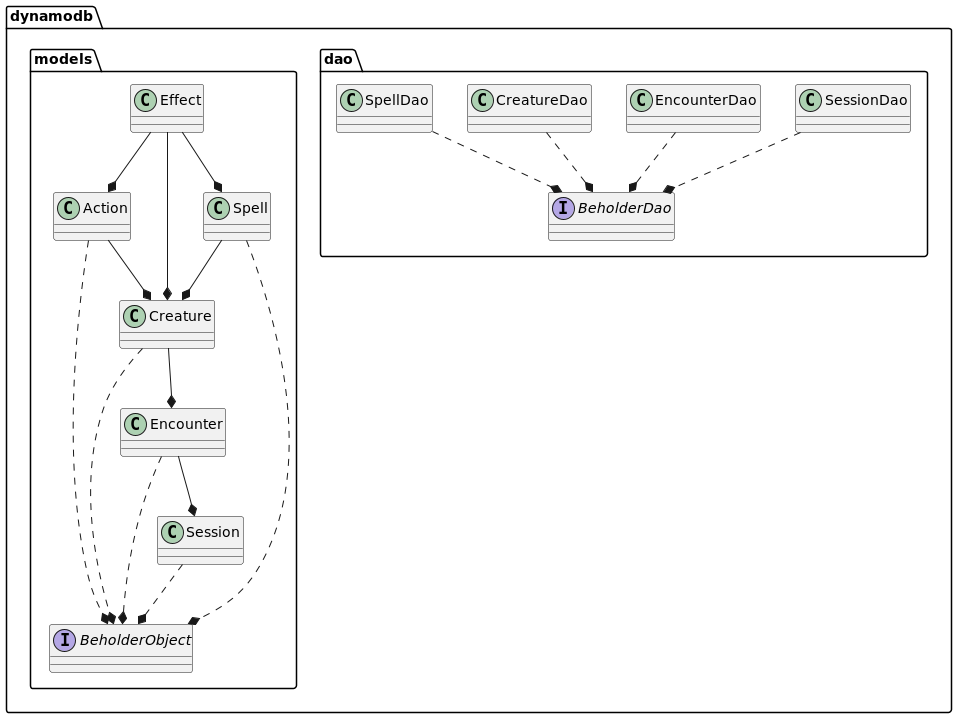 dynamodb
models
dao
C Effect
C SpellDao
C CreatureDao
C EncounterDao
C SessionDao
C Action
C Spell
I BeholderDao
C Creature
C Encounter
C Session
I BeholderObject